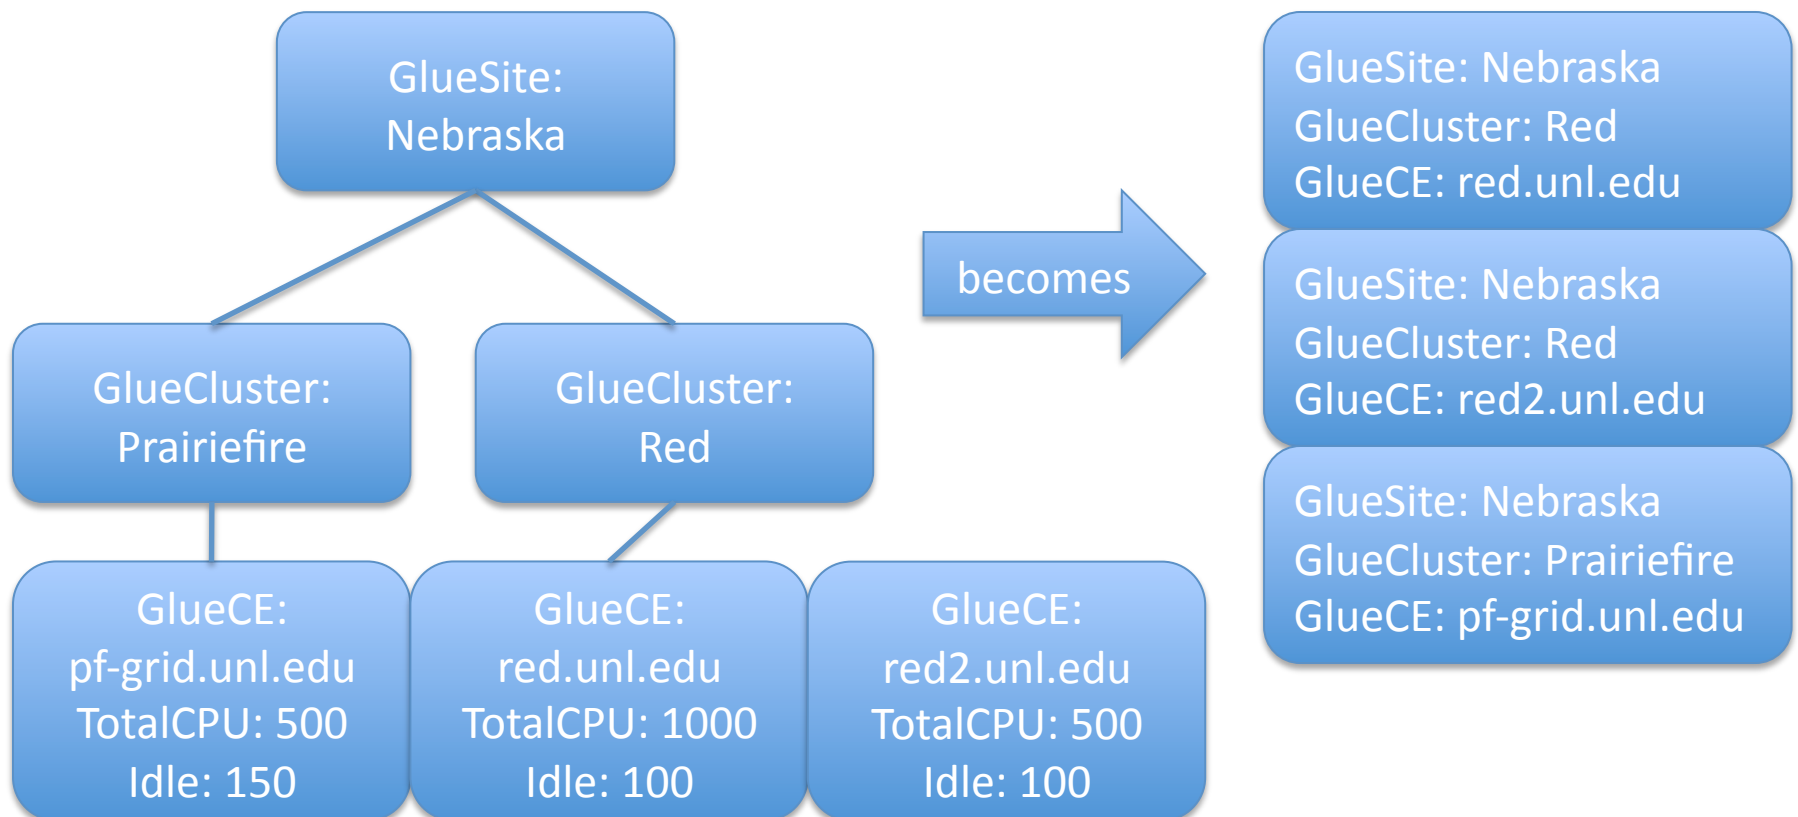 GlueSite:
Nebraska
GlueCluster:
Prairiefire
GlueCluster:
Red
GlueCE:
pf-grid.unl.edu
TotalCPU: 500
Idle: 150
GlueCE:
red.unl.edu
TotalCPU: 1000
Idle: 100
GlueCE:
red2.unl.edu
TotalCPU: 500
Idle: 100
becomes
GlueSite: Nebraska
GlueCluster: Red
GlueCE: red.unl.edu
GlueSite: Nebraska
GlueCluster: Red
GlueCE: red2.unl.edu
GlueSite: Nebraska
GlueCluster: Prairiefire
GlueCE: pf-grid.unl.edu